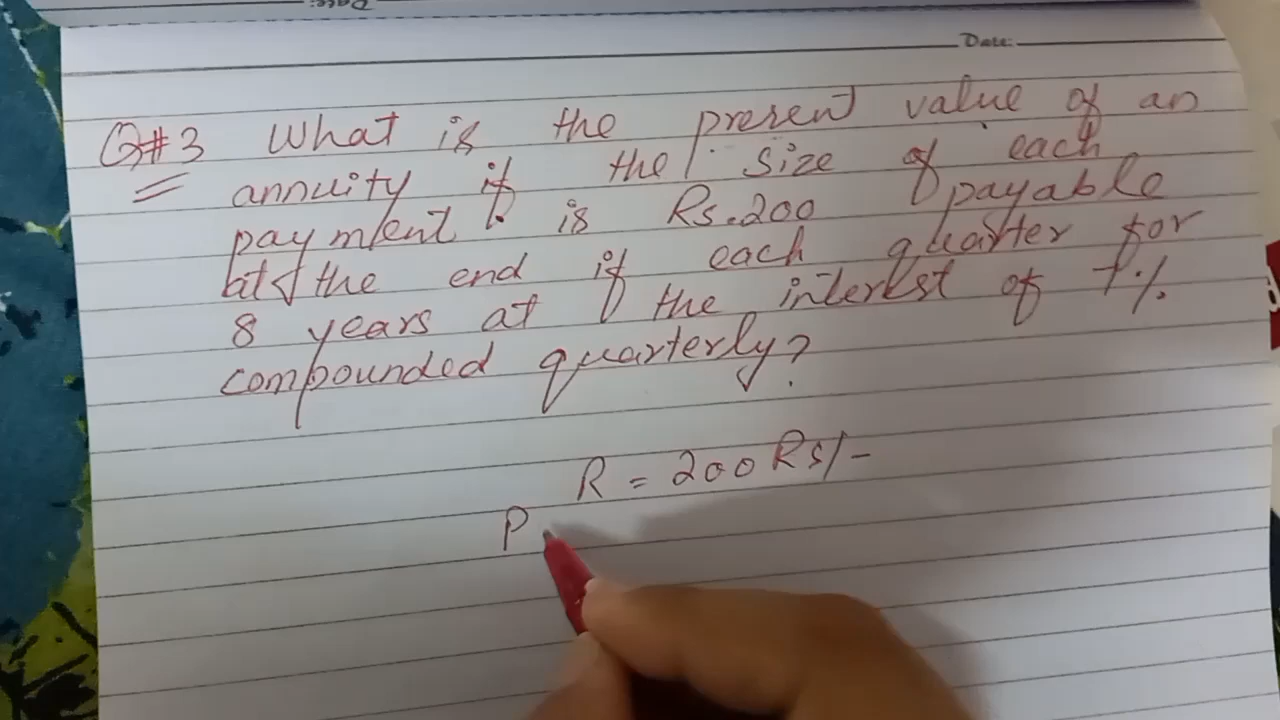 Date:
Date:
Q#3 What is the present value of an
annuity if the size of each
payment is Rs.200 payable
at the end of each quarter for
8 years at the interest of 7%
compounded quarterly?
R = 200 Rs/-
P